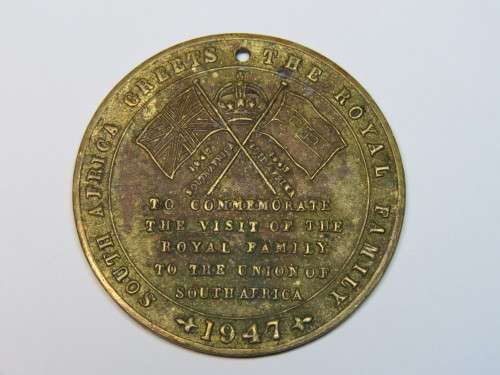 SOUTH AFRICA GREETS THE ROYAL FAMILY
TO COMMEMORATE
THE VISIT OF THE
ROYAL FAMILY
TO THE UNION OF
SOUTH AFRICA
1947